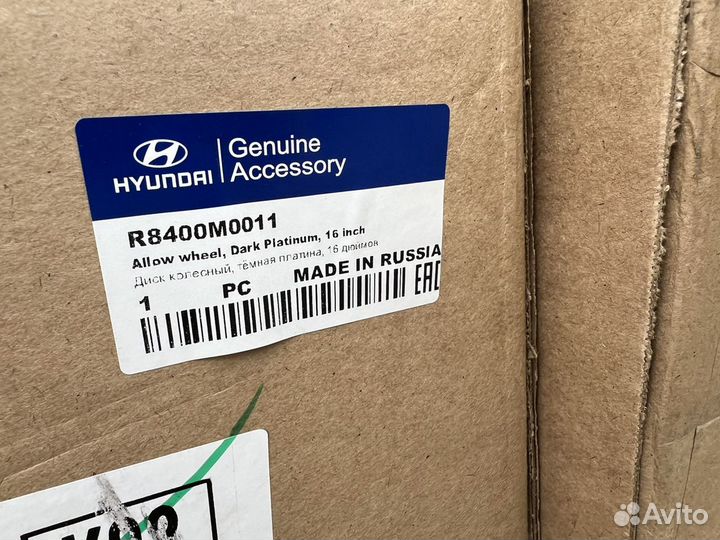 HYUNDAI
Genuine
Accessory
R8400M0011
Allow wheel, Dark Platinum, 16 inch
Диск колесный, тёмная платина, 16 дюймов
1 PC MADE IN RUSSIA
EAC
Avito